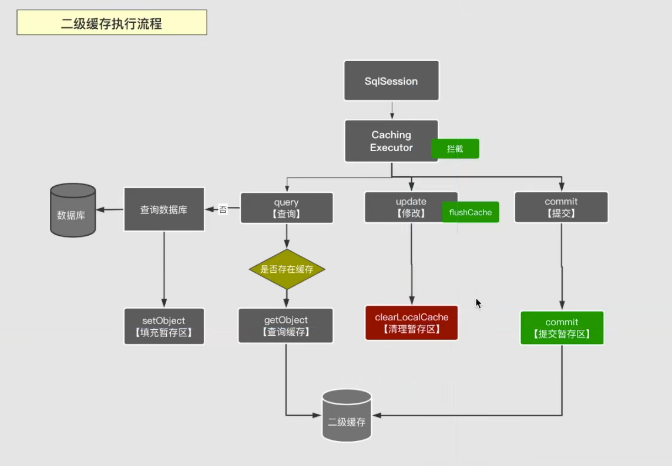 二级缓存执行流程
SqlSession
Caching
Executor
拦截
数据库
查询数据库
否
query
【查询】
update
【修改】
flushCache
commit
【提交】
是否存在缓存
setObject
【填充暂存区】
getObject
【查询缓存】
clearLocalCache
【清理暂存区】
commit
【提交暂存区】
二级缓存